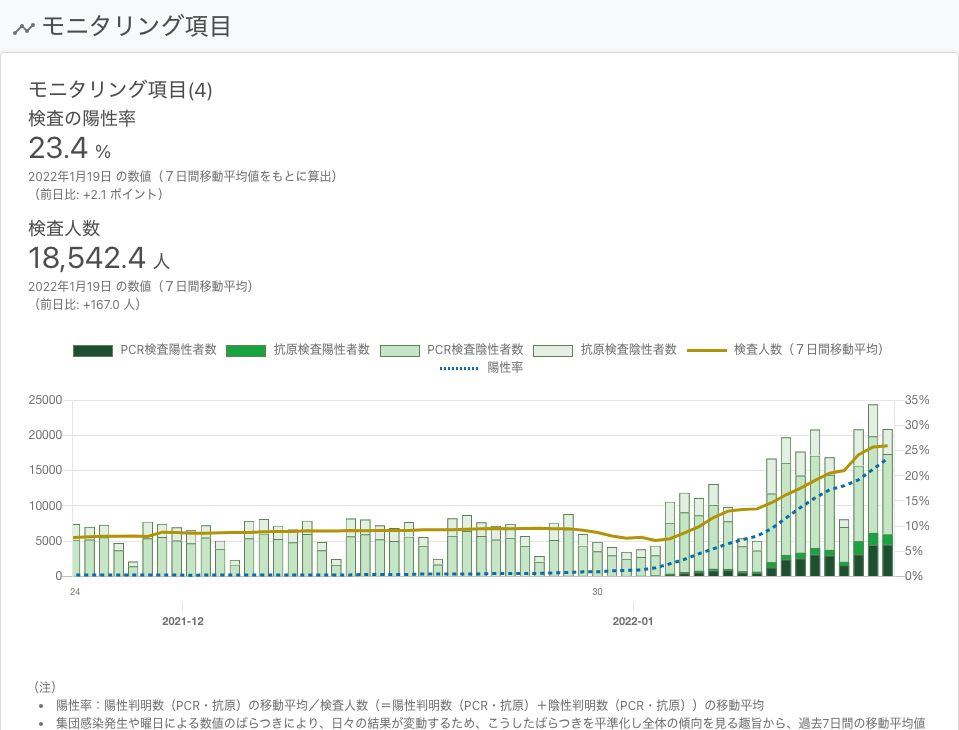 モニタリング項目
モニタリング項目(4)
検査の陽性率
23.4 %
2022年1月19日 の数値（７日間移動平均値をもとに算出）
（前日比: +2.1 ポイント）
検査人数
18,542.4 人
2022年1月19日 の数値（７日間移動平均）
（前日比: +167.0 人）
PCR検査陽性者数 抗原検査陽性者数 PCR検査陰性者数 抗原検査陰性者数 検査人数（７日間移動平均）
陽性率
25000 35%
30%
20000
25%
15000
20%
10000 15%
10%
5000
5%
0 0%
24 30
2021-12 2022-01
（注）
• 陽性率：陽性判明数（PCR・抗原）の移動平均／検査人数（＝陽性判明数（PCR・抗原）＋陰性判明数（PCR・抗原））の移動平均
• 集団感染発生や曜日による数値のばらつきにより、日々の結果が変動するため、こうしたばらつきを平準化し全体の傾向を見る趣旨から、過去7日間の移動平均値